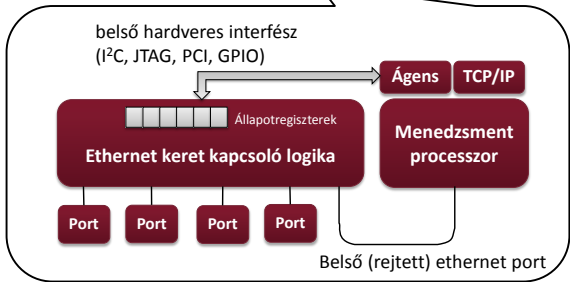 belső hardveres interfész
(I²C, JTAG, PCI, GPIO)
Ágens
TCP/IP
Állapotregiszterek
Ethernet keret kapcsoló logika
Menedzsment
processzor
Port
Port
Port
Port
Belső (rejtett) ethernet port